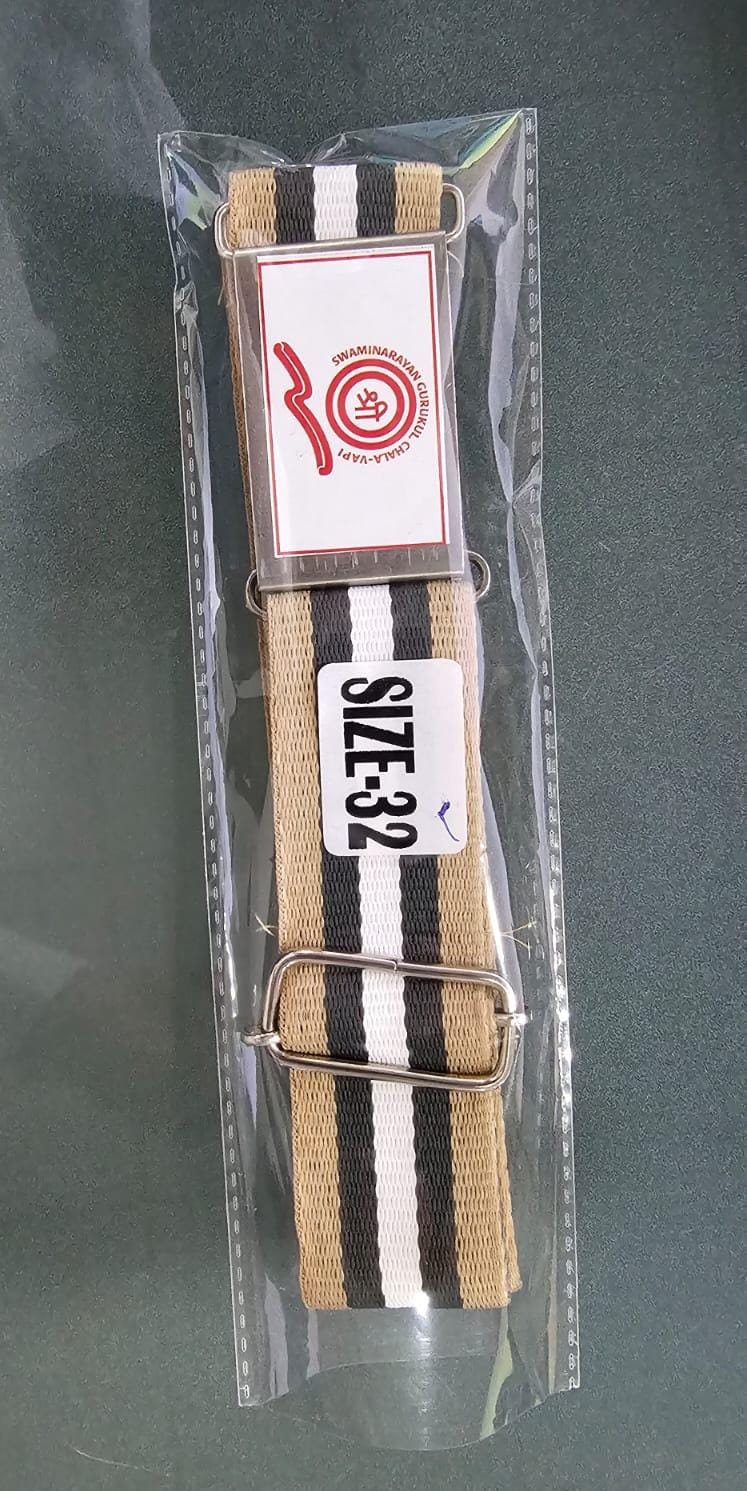 SWAMINARAYAN GURUKUL CHALA-VAPI
श्री
SIZE-32